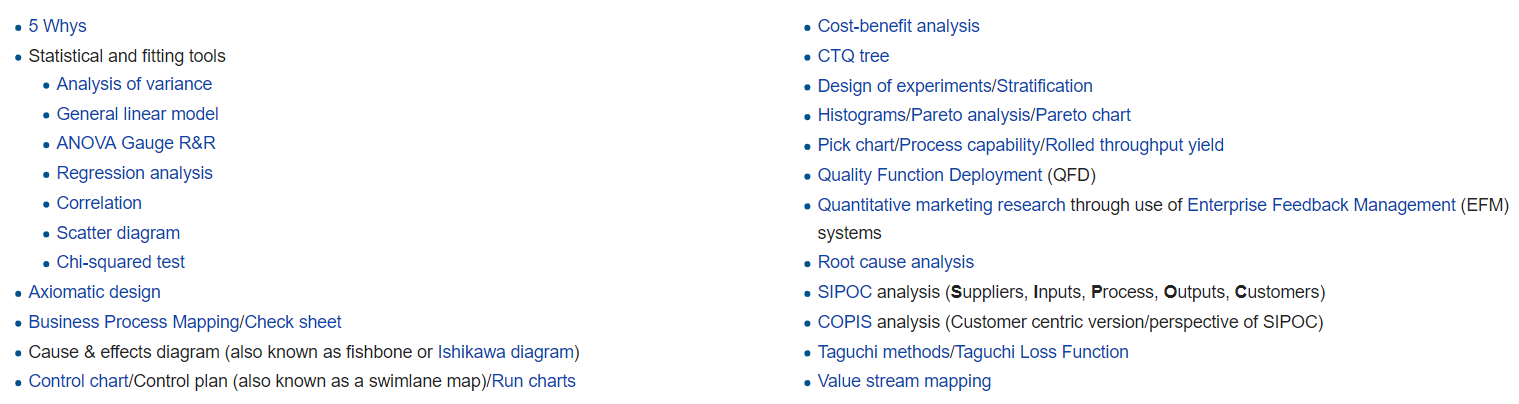 5 Whys
Statistical and fitting tools
Analysis of variance
General linear model
ANOVA Gauge R&R
Regression analysis
Correlation
Scatter diagram
Chi-squared test
Axiomatic design
Business Process Mapping/Check sheet
Cause & effects diagram (also known as fishbone or Ishikawa diagram)
Control chart/Control plan (also known as a swimlane map)/Run charts
Cost-benefit analysis
CTQ tree
Design of experiments/Stratification
Histograms/Pareto analysis/Pareto chart
Pick chart/Process capability/Rolled throughput yield
Quality Function Deployment (QFD)
Quantitative marketing research through use of Enterprise Feedback Management (EFM)
systems
Root cause analysis
SIPOC analysis (Suppliers, Inputs, Process, Outputs, Customers)
COPIS analysis (Customer centric version/perspective of SIPOC)
Taguchi methods/Taguchi Loss Function
Value stream mapping